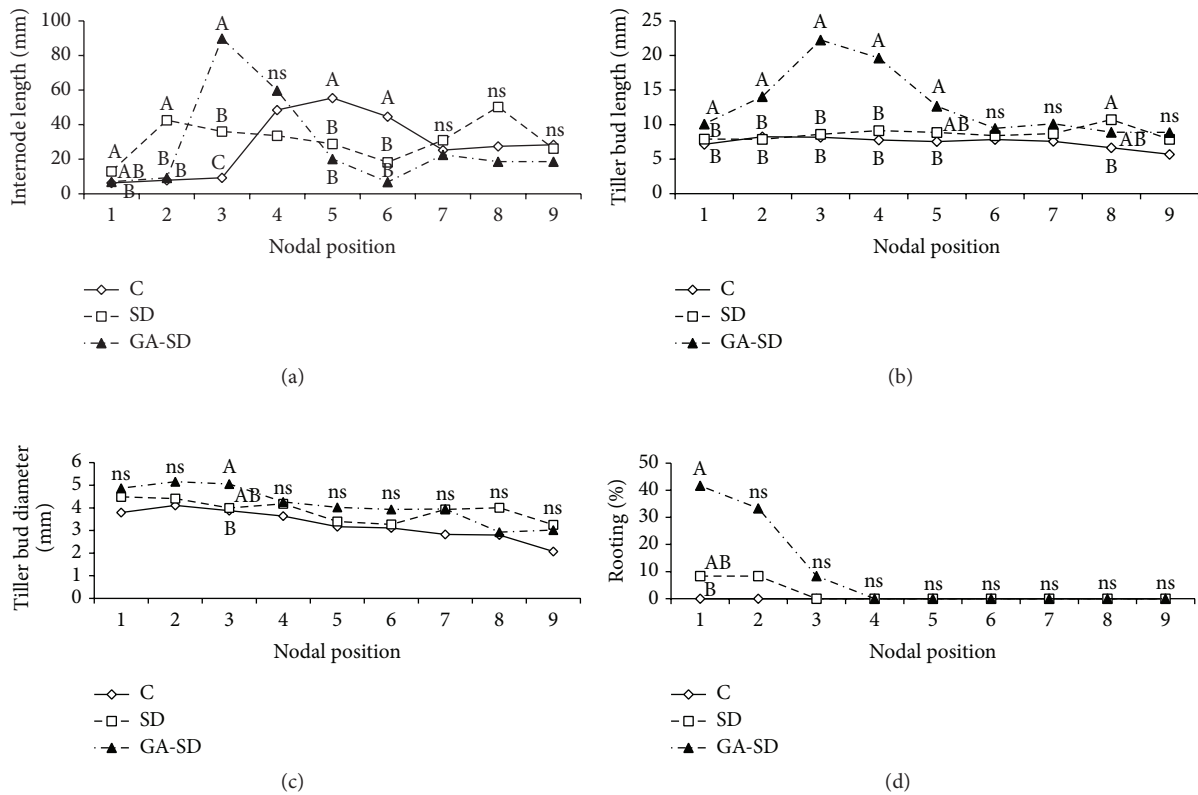 Internode length (mm)
100
80
60
40
20
0
A
AB
B
A
B
B
A
B
C
ns
A
B
B
A
B
B
ns
ns
ns
1 2 3 4 5 6 7 8 9
Nodal position
C
SD
GA-SD
(a)
Tiller bud length (mm)
25
20
15
10
5
0
A
B
B
A
B
B
A
B
B
A
B
B
A
AB
B
ns
ns
A
AB
B
ns
1 2 3 4 5 6 7 8 9
Nodal position
C
SD
GA-SD
(b)
Tiller bud diameter
(mm)
6
5
4
3
2
1
0
ns
ns
A
AB
B
ns
ns
ns
ns
ns
ns
1 2 3 4 5 6 7 8 9
Nodal position
C
SD
GA-SD
(c)
Rooting (%)
50
40
30
20
10
0
A
AB
B
ns
ns
ns
ns
ns
ns
ns
ns
1 2 3 4 5 6 7 8 9
Nodal position
C
SD
GA-SD
(d)